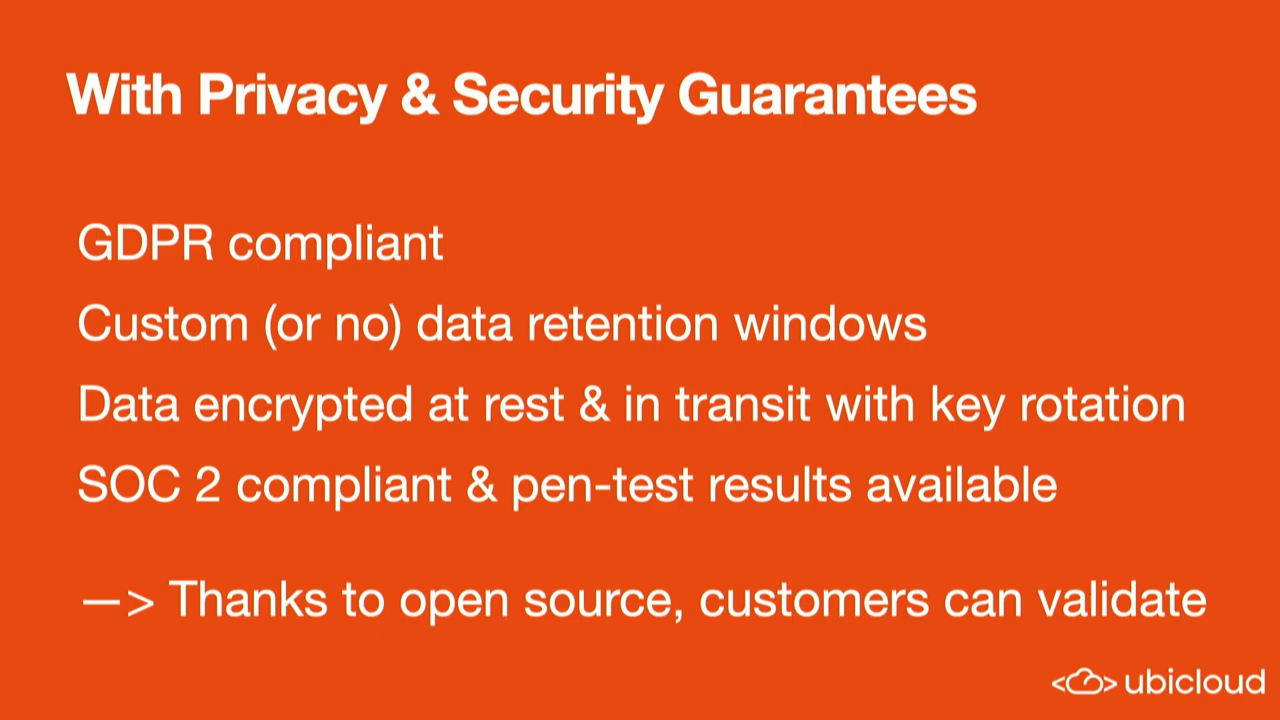 With Privacy & Security Guarantees
GDPR compliant
Custom (or no) data retention windows
Data encrypted at rest & in transit with key rotation
SOC 2 compliant & pen-test results available
—> Thanks to open source, customers can validate
ubicloud